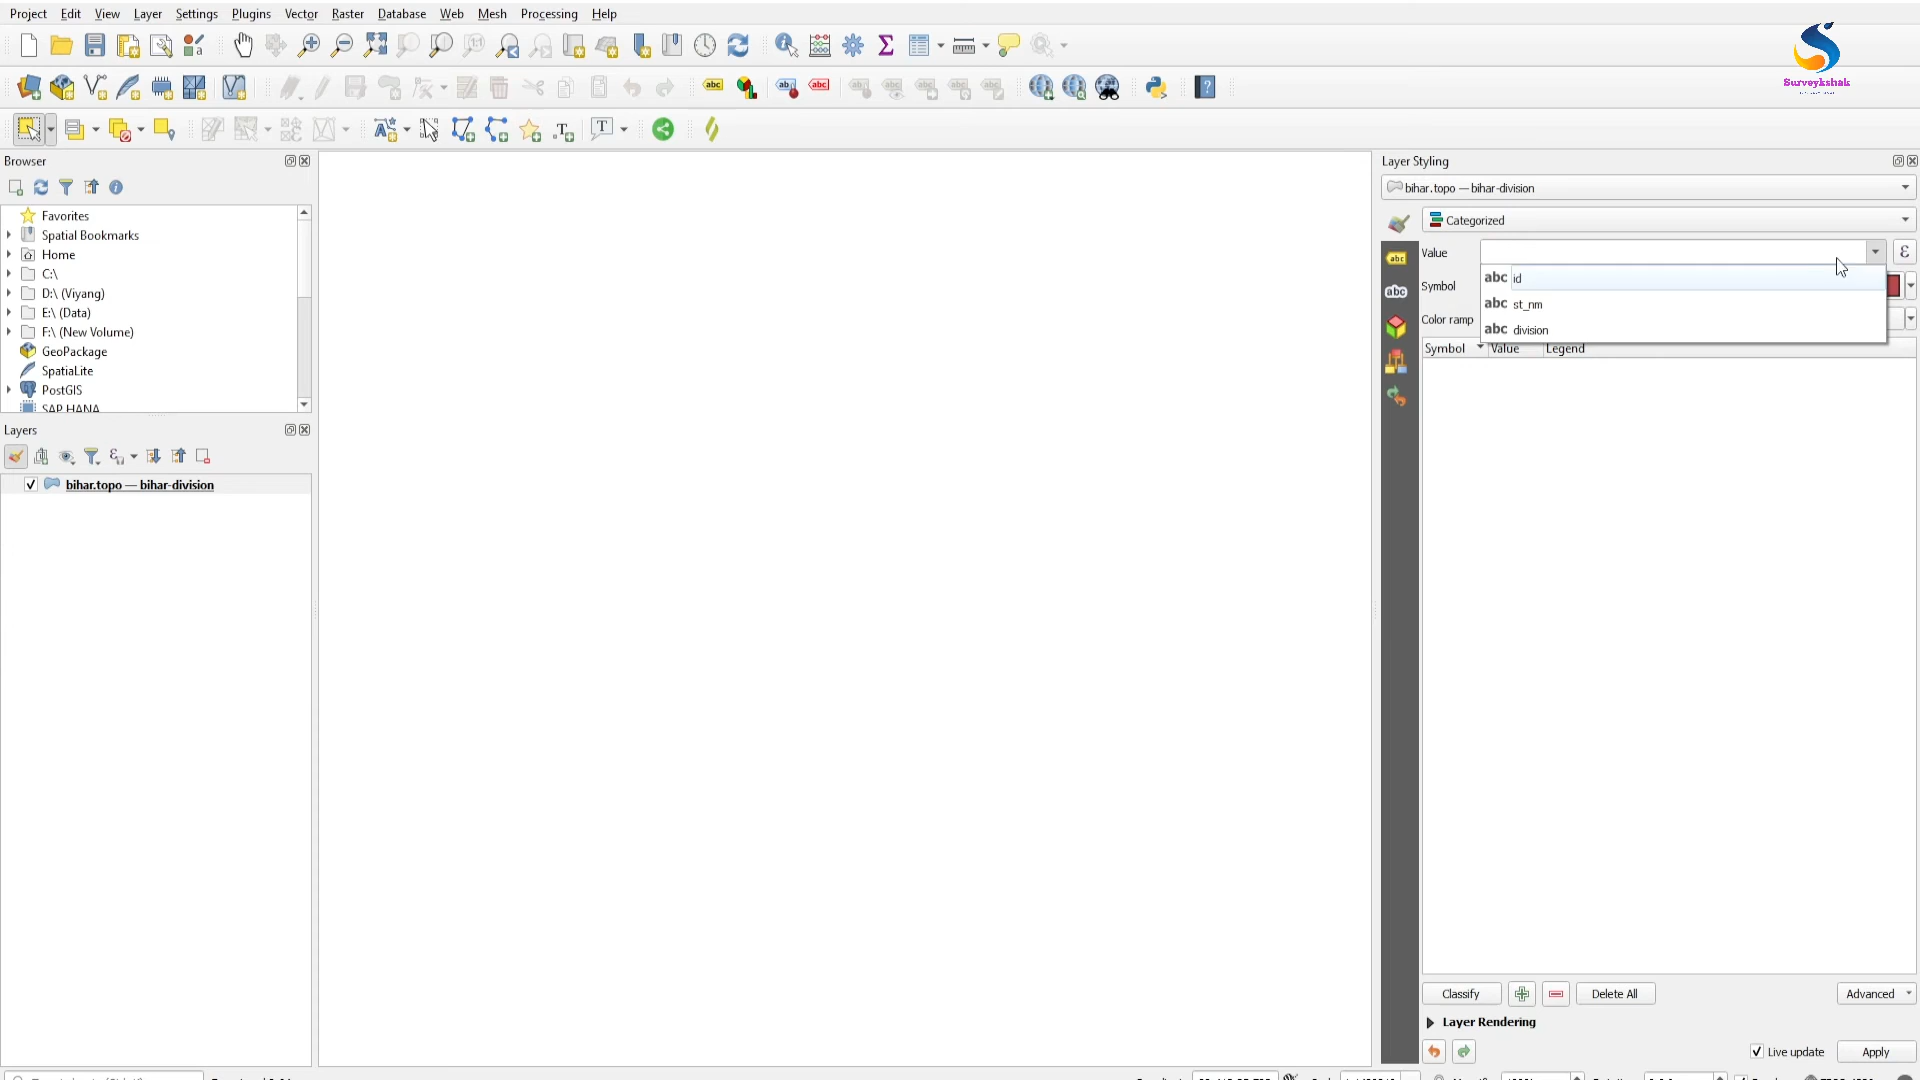 Project Edit View Layer Settings Plugins Vector Raster Database Web Mesh Processing Help
Surveykshak
Browser
Favorites
Spatial Bookmarks
Home
C:\
D:\ (Viyang)
E:\ (Data)
F:\ (New Volume)
GeoPackage
SpatiaLite
PostGIS
SAP HANA
Layers
bihar.topo — bihar-division
Layer Styling
bihar.topo — bihar-division
Categorized
Value
abc id
Symbol
abc st_nm
Color ramp
abc division
Symbol Value Legend
Classify Delete All Advanced
Layer Rendering
Live update Apply